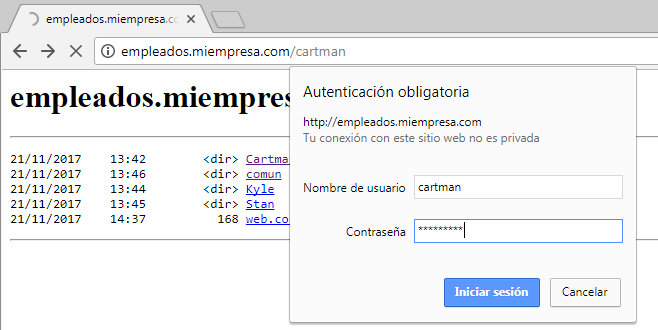 empleados.miempresa.co
empleados.miempresa.com/cartman
empleados.miempres
21/11/2017 13:42 <dir> Cartma
21/11/2017 13:46 <dir> comun
21/11/2017 13:44 <dir> Kyle
21/11/2017 13:45 <dir> Stan
21/11/2017 14:37 168 web.co
Autenticación obligatoria
http://empleados.miempresa.com
Tu conexión con este sitio web no es privada
Nombre de usuario cartman
Contraseña *********
Iniciar sesión Cancelar